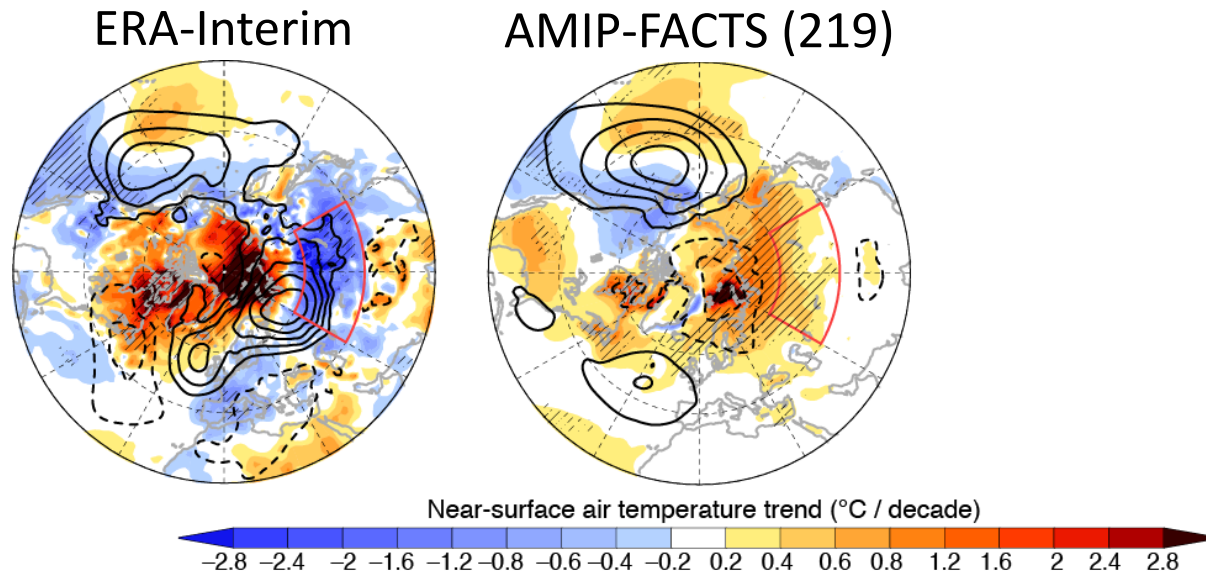 ERA-Interim
AMIP-FACTS (219)
Near-surface air temperature trend (°C / decade)
−2.8 −2.4 −2 −1.6 −1.2 −0.8 −0.6 −0.4 −0.2 0.2 0.4 0.6 0.8 1.2 1.6 2 2.4 2.8